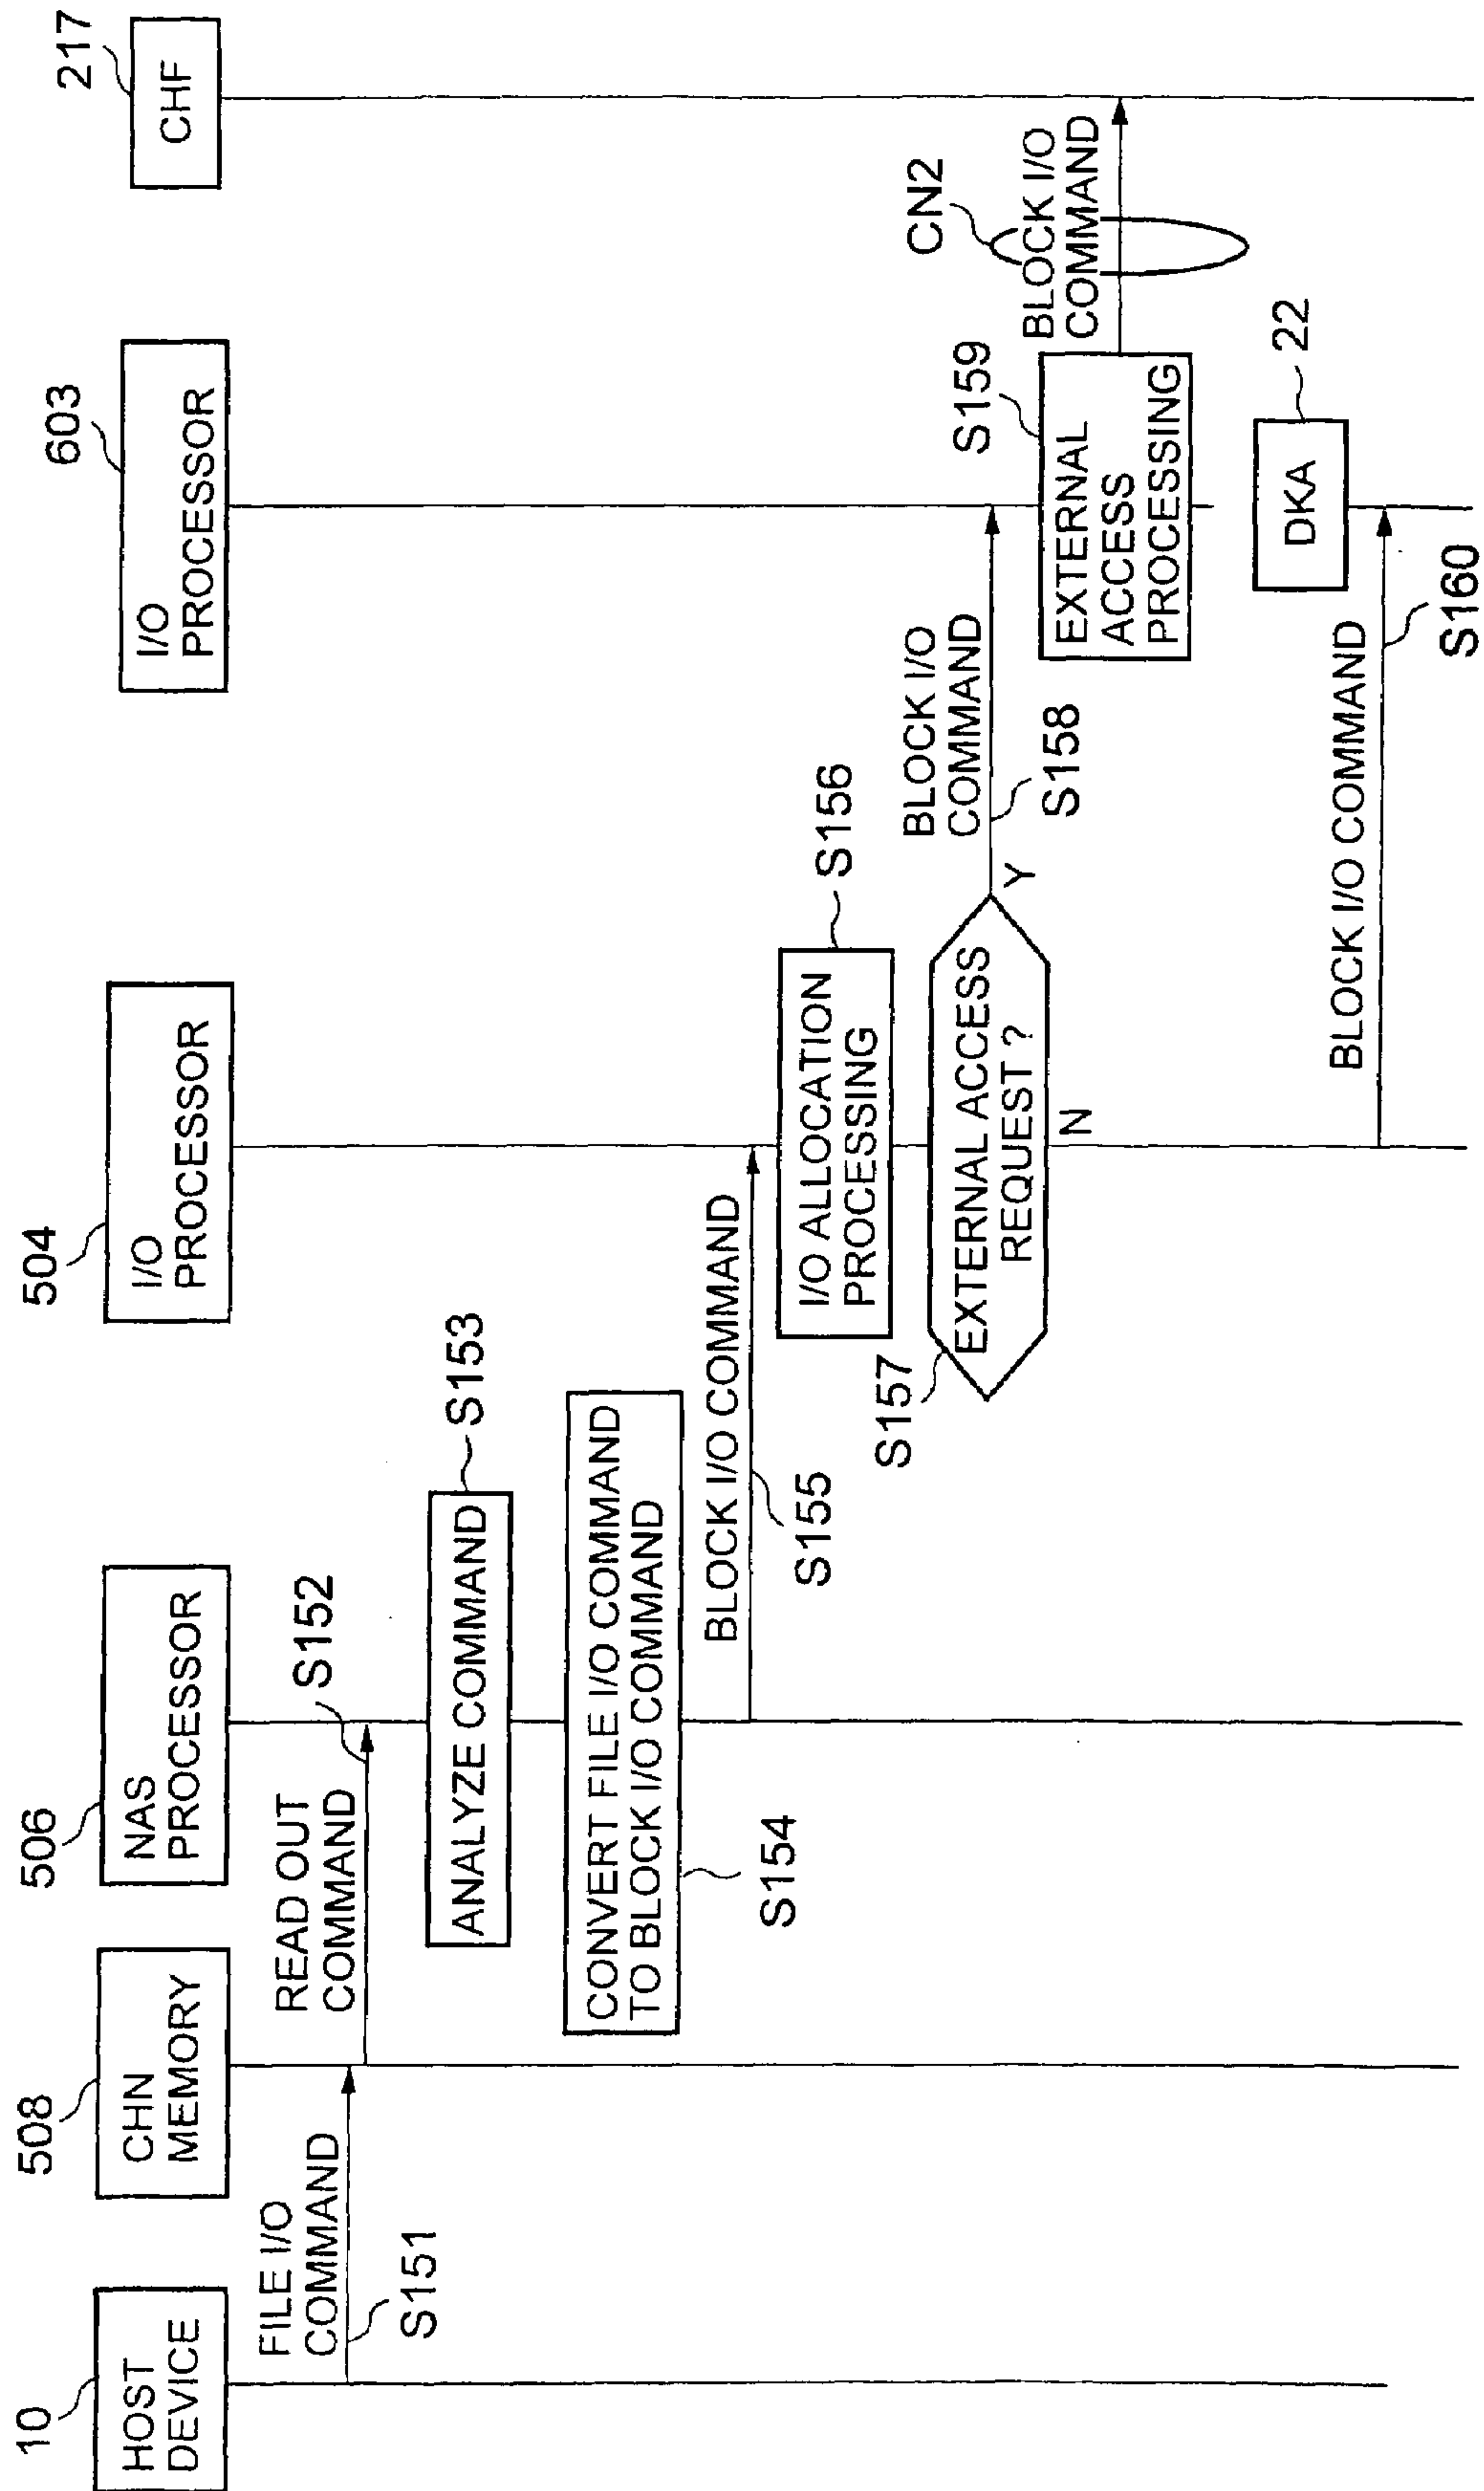 10
HOST
DEVICE
508
CHN
MEMORY
506
NAS
PROCESSOR
504
I/O
PROCESSOR
603
I/O
PROCESSOR
217
CHF
FILE I/O
COMMAND
S151
READ OUT
COMMAND
S152
ANALYZE COMMAND
S153
CONVERT FILE I/O COMMAND
TO BLOCK I/O COMMAND
S154
BLOCK I/O COMMAND
S155
I/O ALLOCATION
PROCESSING
S156
S157
EXTERNAL ACCESS
REQUEST ?
Y
N
BLOCK I/O
COMMAND
S158
EXTERNAL
ACCESS
PROCESSING
S159
BLOCK I/O
COMMAND
CN2
DKA
22
BLOCK I/O COMMAND
S160